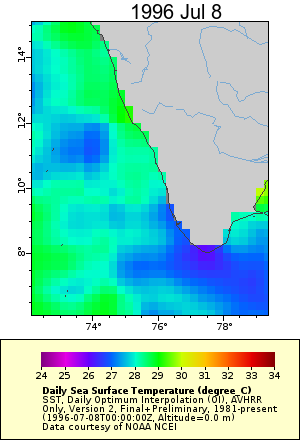 1996 Jul 8
14°
12°
10°
8°
74°
76°
78°
24 25 26 27 28 29 30 31 32 33 34
Daily Sea Surface Temperature (degree_C)
SST, Daily Optimum Interpolation (OI), AVHRR
Only, Version 2, Final+Preliminary, 1981-present
(1996-07-08T00:00:00Z, Altitude=0.0 m)
Data courtesy of NOAA NCEI